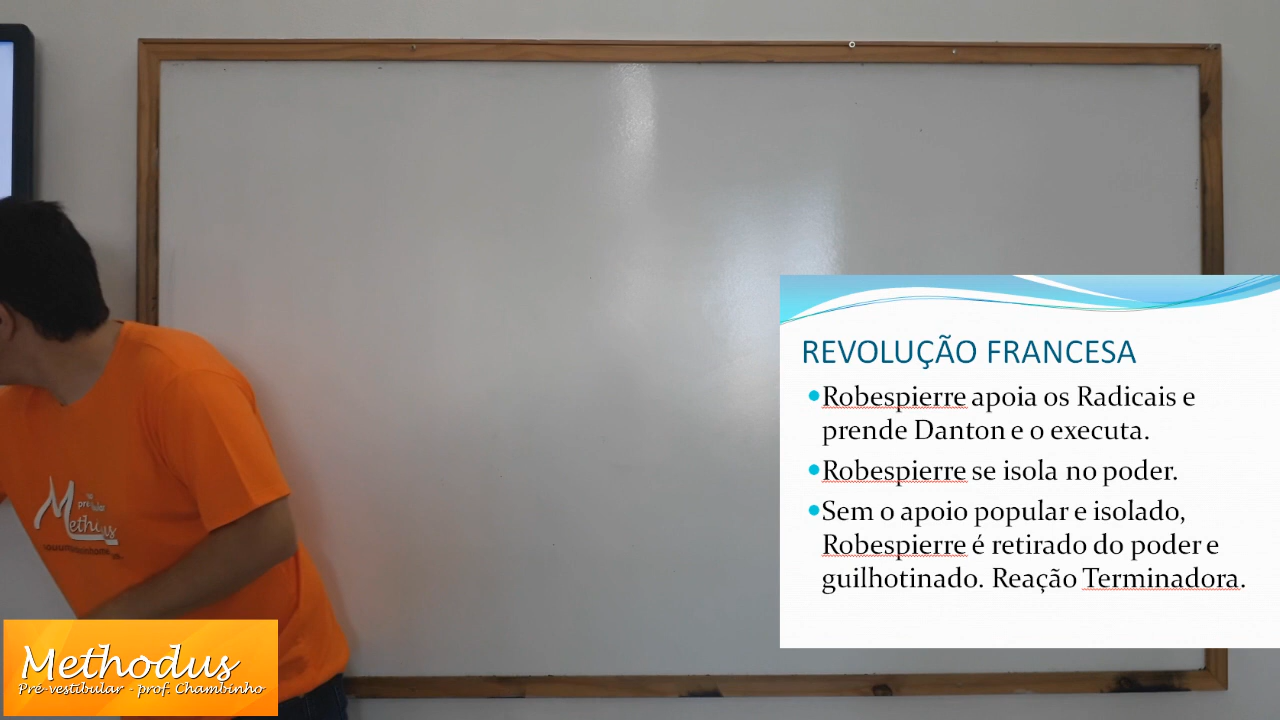 REVOLUÇÃO FRANCESA
Robespierre apoia os Radicais e
prende Danton e o executa.
Robespierre se isola no poder.
Sem o apoio popular e isolado,
Robespierre é retirado do poder e
guilhotinado. Reação Terminadora.
Methodus
Pré-vestibular - prof. Chambinho